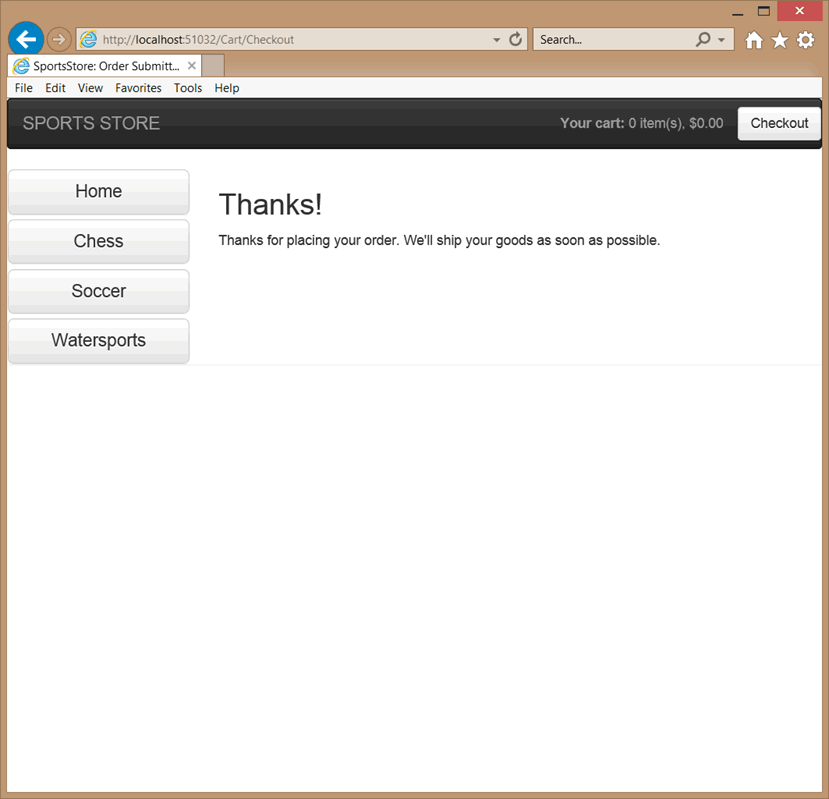 http://localhost:51032/Cart/Checkout
Search...
SportsStore: Order Submitt...
File Edit View Favorites Tools Help
SPORTS STORE
Your cart: 0 item(s), $0.00
Checkout
Home
Thanks!
Thanks for placing your order. We'll ship your goods as soon as possible.
Chess
Soccer
Watersports